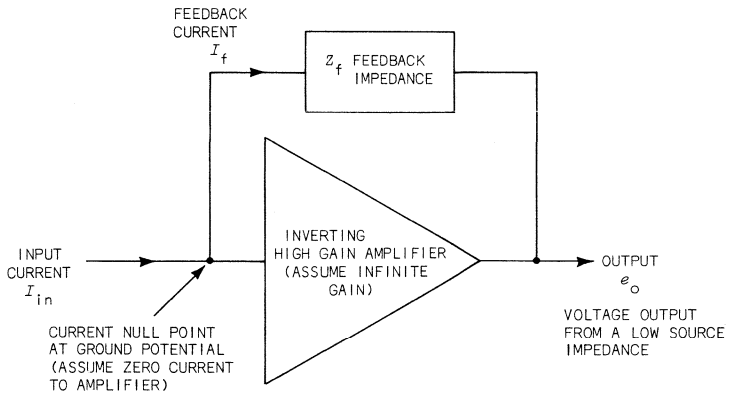 FEEDBACK
CURRENT
I_f
Z_f FEEDBACK
IMPEDANCE
INVERTING
HIGH GAIN AMPLIFIER
(ASSUME INFINITE
GAIN)
INPUT
CURRENT
I_in
OUTPUT
e_o
VOLTAGE OUTPUT
FROM A LOW SOURCE
IMPEDANCE
CURRENT NULL POINT
AT GROUND POTENTIAL
(ASSUME ZERO CURRENT
TO AMPLIFIER)